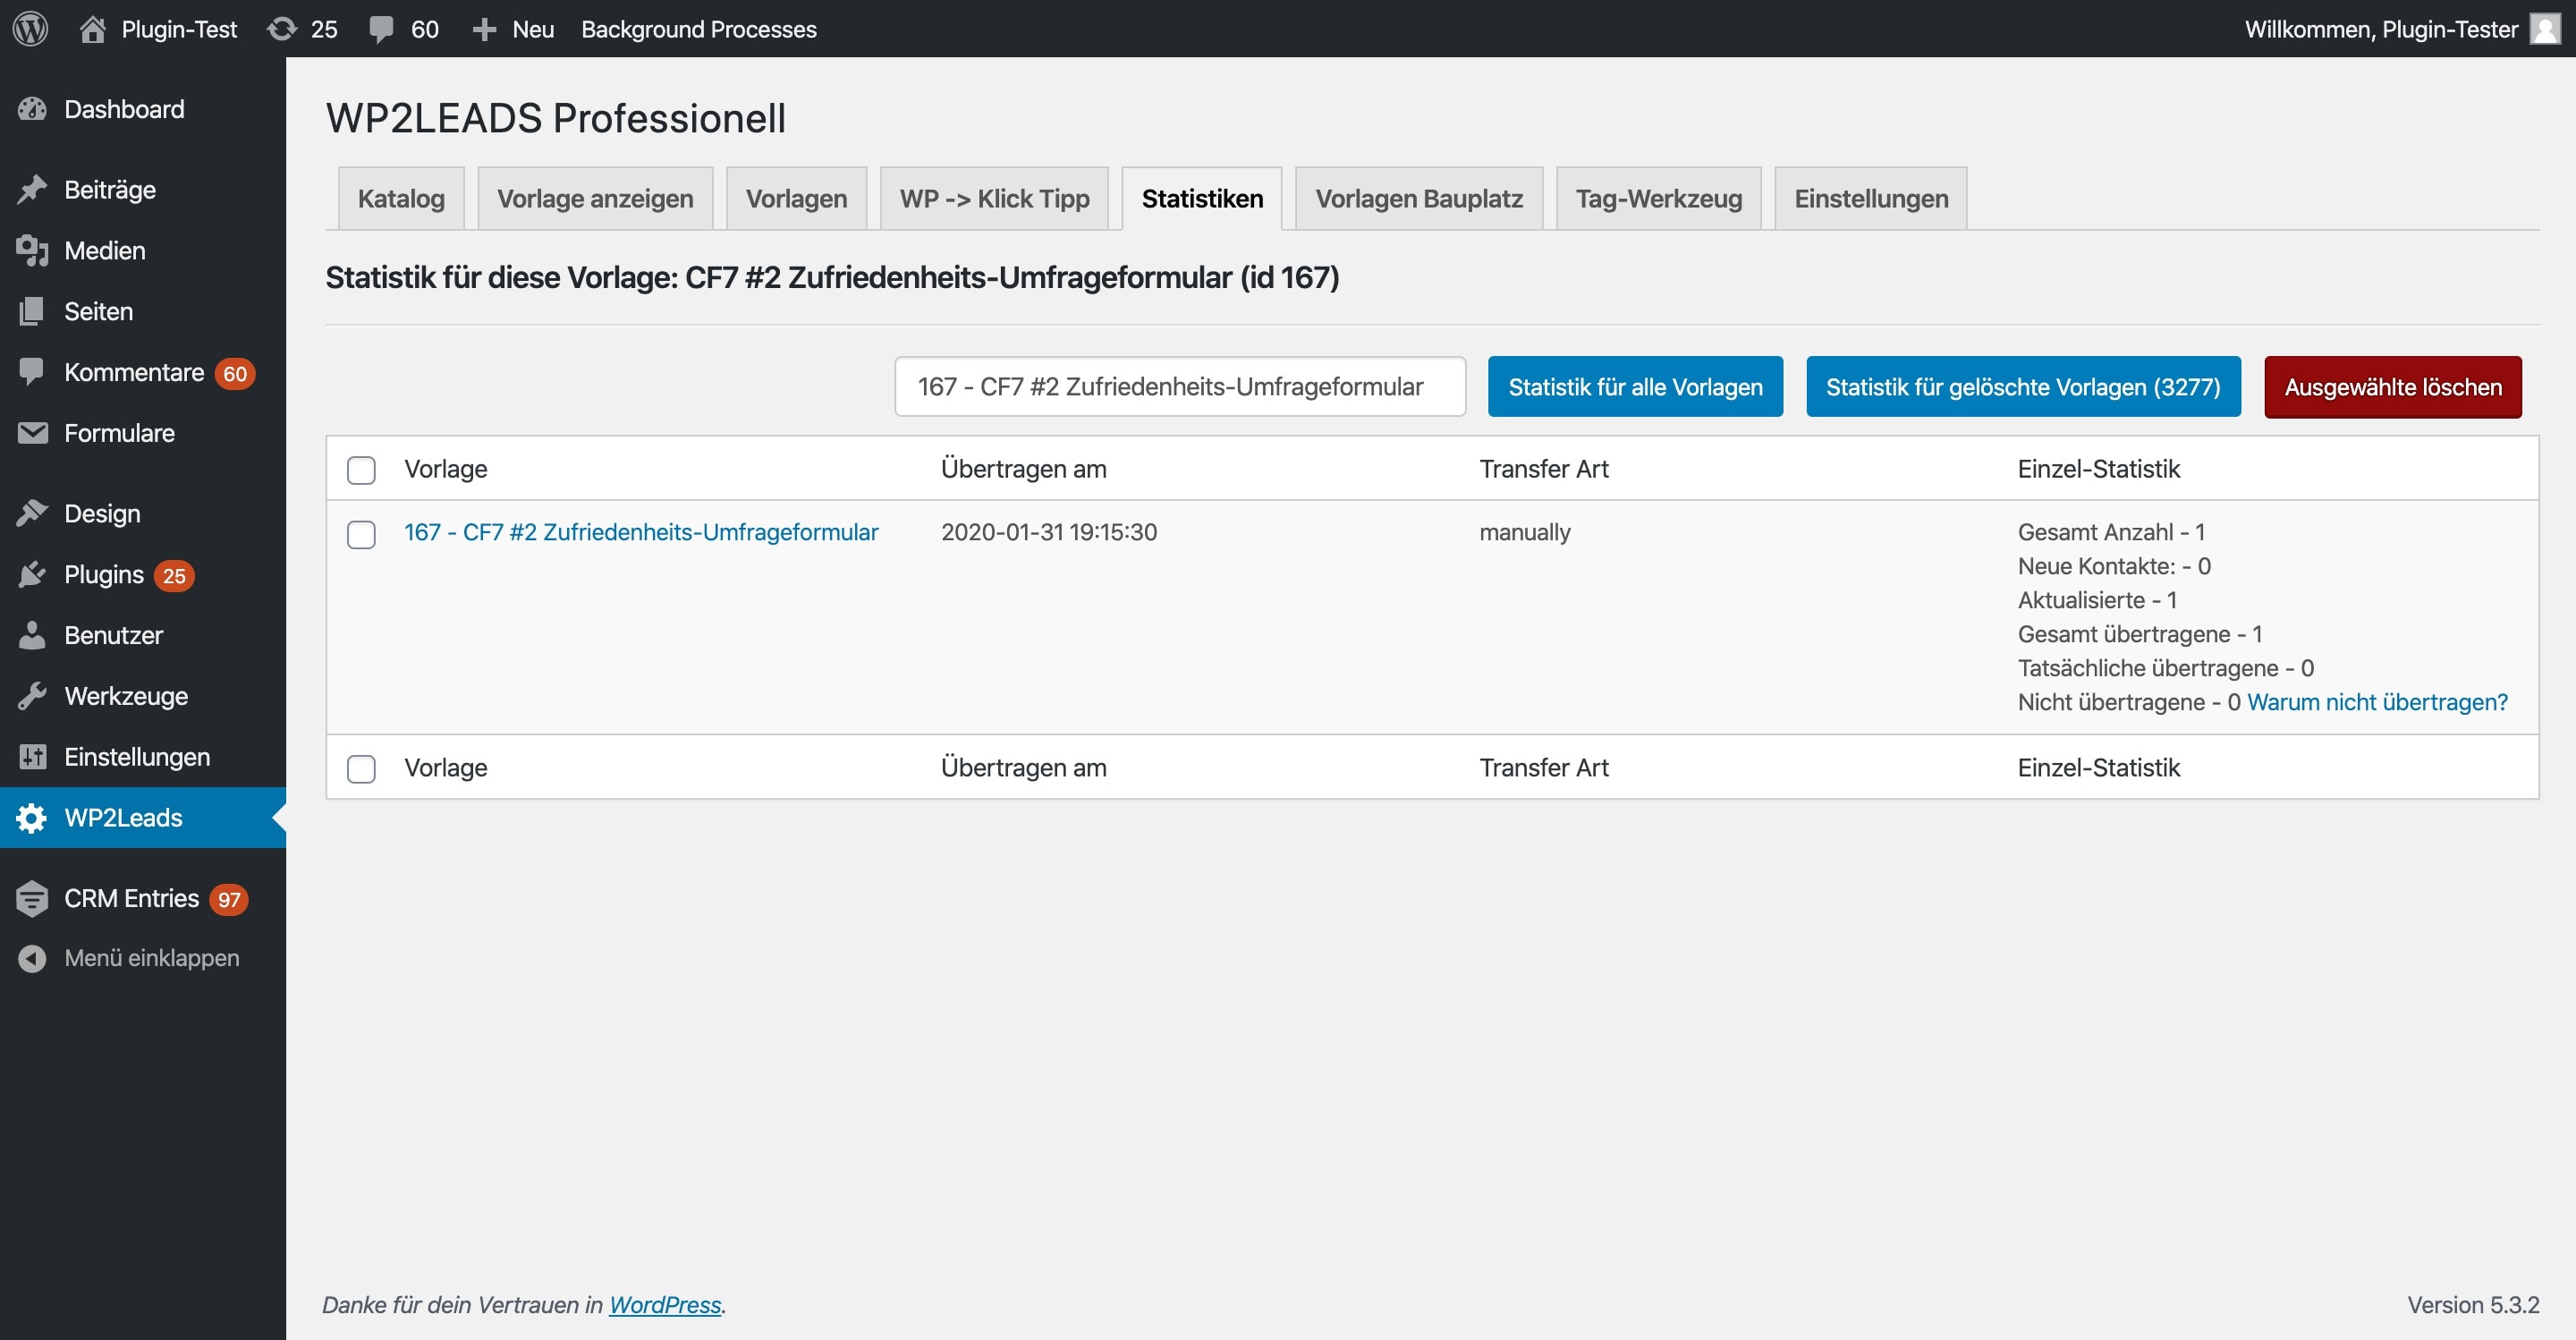 Plugin-Test 25 60 Neu Background Processes Willkommen, Plugin-Tester
Dashboard
Beiträge
Medien
Seiten
Kommentare 60
Formulare
Design
Plugins 25
Benutzer
Werkzeuge
Einstellungen
WP2Leads
CRM Entries 97
Menü einklappen
WP2LEADS Professionell
Katalog Vorlage anzeigen Vorlagen WP -> Klick Tipp Statistiken Vorlagen Bauplatz Tag-Werkzeug Einstellungen
Statistik für diese Vorlage: CF7 #2 Zufriedenheits-Umfrageformular (id 167)
167 - CF7 #2 Zufriedenheits-Umfrageformular Statistik für alle Vorlagen Statistik für gelöschte Vorlagen (3277) Ausgewählte löschen
Vorlage Übertragen am Transfer Art Einzel-Statistik
167 - CF7 #2 Zufriedenheits-Umfrageformular 2020-01-31 19:15:30 manually Gesamt Anzahl - 1
Neue Kontakte: - 0
Aktualisierte - 1
Gesamt übertragene - 1
Tatsächliche übertragene - 0
Nicht übertragene - 0 Warum nicht übertragen?
Vorlage Übertragen am Transfer Art Einzel-Statistik
Danke für dein Vertrauen in WordPress. Version 5.3.2